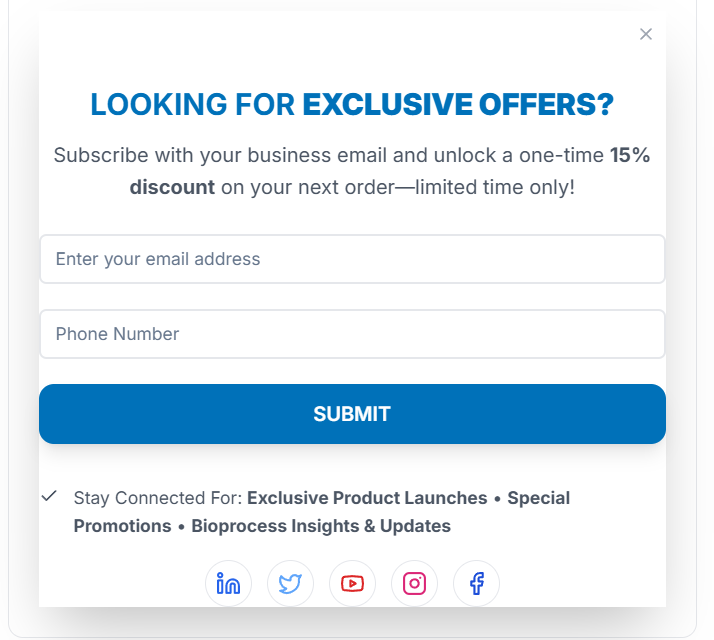 LOOKING FOR EXCLUSIVE OFFERS?
Subscribe with your business email and unlock a one-time 15%
discount on your next order—limited time only!
Enter your email address
Phone Number
SUBMIT
Stay Connected For: Exclusive Product Launches • Special
Promotions • Bioprocess Insights & Updates